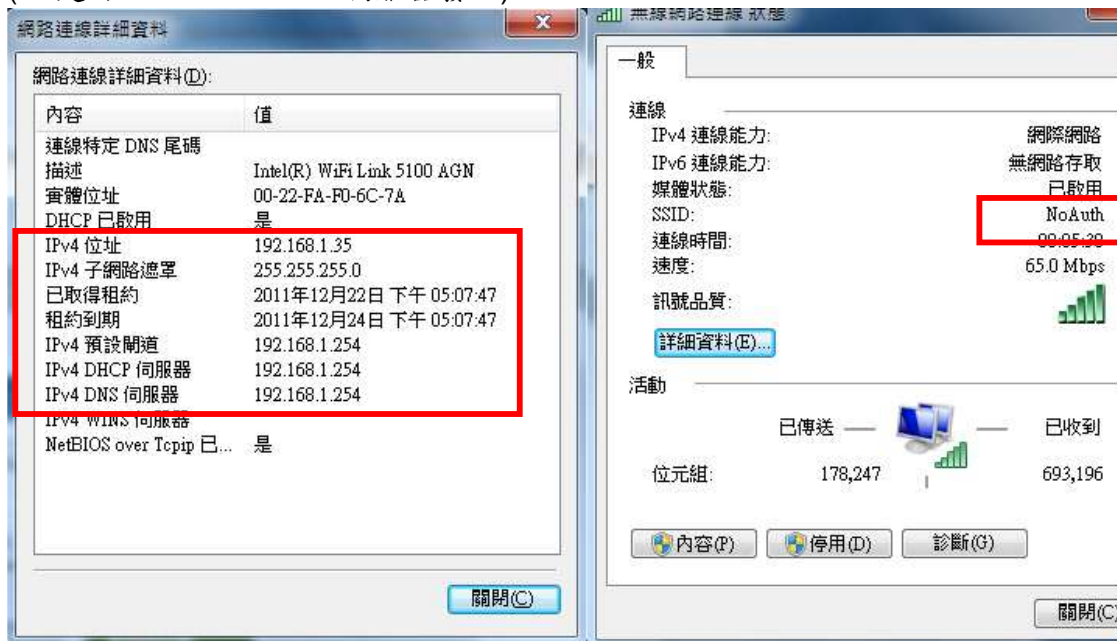 網路連線詳細資料
網路連線詳細資料(D):
內容 值
連線特定 DNS 尾碼
描述 Intel(R) WiFi Link 5100 AGN
實體位址 00-22-FA-F0-6C-7A
DHCP 已啟用 是
IPv4 位址 192.168.1.35
IPv4 子網路遮罩 255.255.255.0
已取得租約 2011年12月22日 下午 05:07:47
租約到期 2011年12月24日 下午 05:07:47
IPv4 預設閘道 192.168.1.254
IPv4 DHCP 伺服器 192.168.1.254
IPv4 DNS 伺服器 192.168.1.254
IPv4 WINS 伺服器
NetBIOS over Tcpip 已... 是
關閉(C)
無線網路連線 狀態
一般
連線
IPv4 連線能力: 網際網路
IPv6 連線能力: 無網路存取
媒體狀態: 已啟用
SSID: NoAuth
連線時間: 00:05:39
速度: 65.0 Mbps
訊號品質:
詳細資料(E)...
活動
已傳送 已收到
位元組: 178,247 693,196
內容(P) 停用(D) 診斷(G)
關閉(C